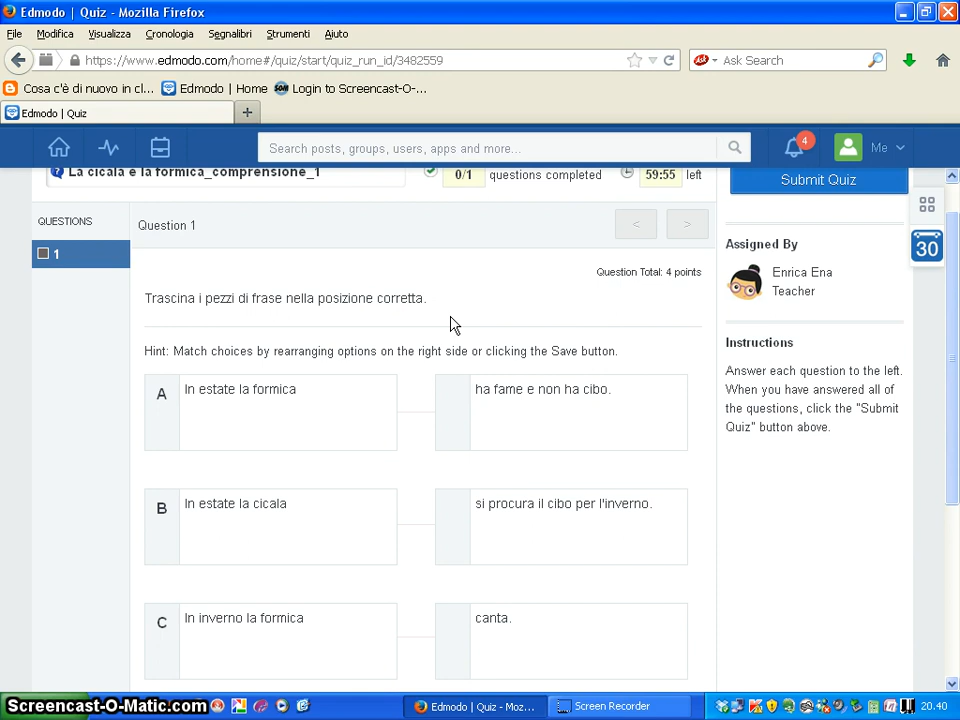 Edmodo | Quiz - Mozilla Firefox
File Modifica Visualizza Cronologia Segnalibri Strumenti Aiuto
https://www.edmodo.com/home#/quiz/start/quiz_run_id/3482559
Ask Search
Cosa c'è di nuovo in cl... Edmodo | Home SOM Login to Screencast-O-...
Edmodo | Quiz
Search posts, groups, users, apps and more...
4
Me
La cicala e la formica_comprensione_1
0/1 questions completed
59:55 left
Submit Quiz
QUESTIONS
1
Question 1
< >
30
Assigned By
Enrica Ena
Teacher
Question Total: 4 points
Trascina i pezzi di frase nella posizione corretta.
Hint: Match choices by rearranging options on the right side or clicking the Save button.
Instructions
Answer each question to the left.
When you have answered all of
the questions, click the "Submit
Quiz" button above.
A In estate la formica
ha fame e non ha cibo.
B In estate la cicala
si procura il cibo per l'inverno.
C In inverno la formica
canta.
Screencast-O-Matic.com
Edmodo | Quiz - Moz...
Screen Recorder
20.40